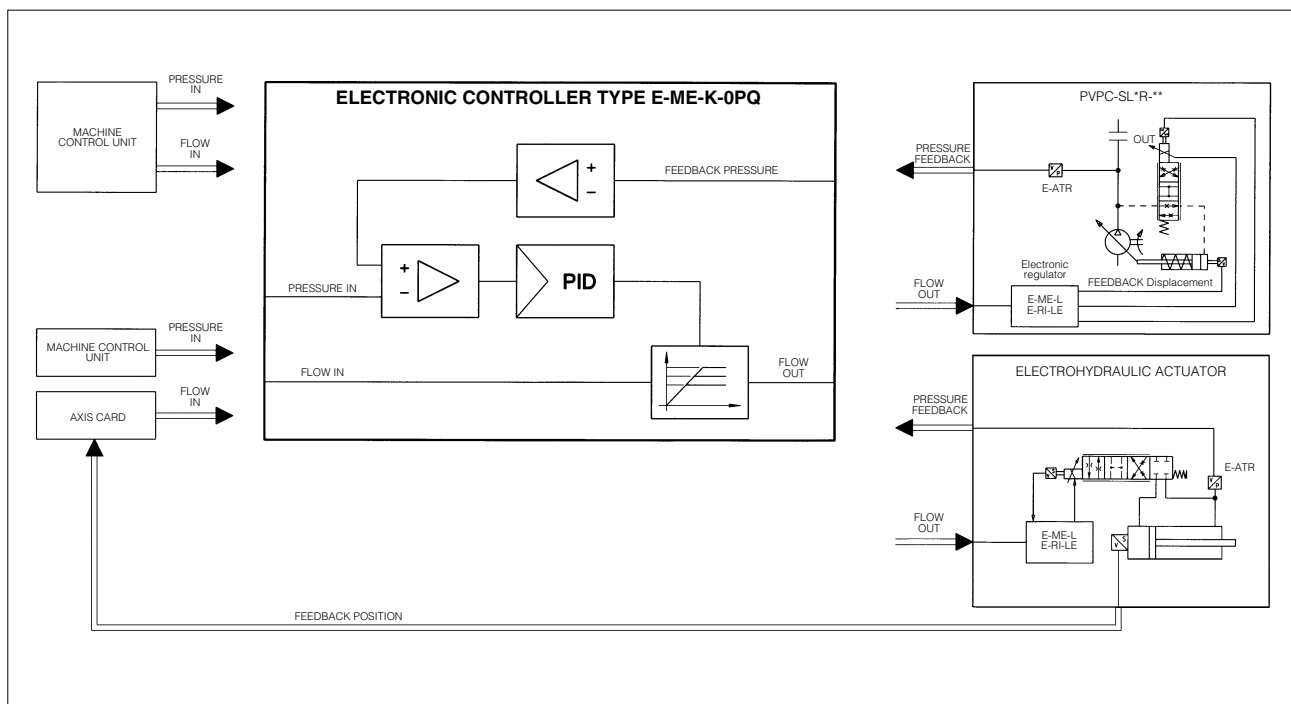 ELECTRONIC CONTROLLER TYPE E-ME-K-0PQ
PRESSURE
IN
MACHINE
CONTROL UNIT
FLOW
IN
FEEDBACK PRESSURE
+
–
+
–
PID
PRESSURE IN
FLOW IN
FLOW
OUT
PRESSURE
IN
MACHINE CONTROL
UNIT
FLOW
IN
AXIS CARD
FEEDBACK POSITION
PVPC-SL*R-**
OUT
PRESSURE
FEEDBACK
V
P
E-ATR
Electronic
regulator
FEEDBACK Displacement
FLOW
OUT
E-ME-L
E-RI-LE
ELECTROHYDRAULIC ACTUATOR
PRESSURE
FEEDBACK
E-ATR
V
P
FLOW
OUT
E-ME-L
E-RI-LE
S
V